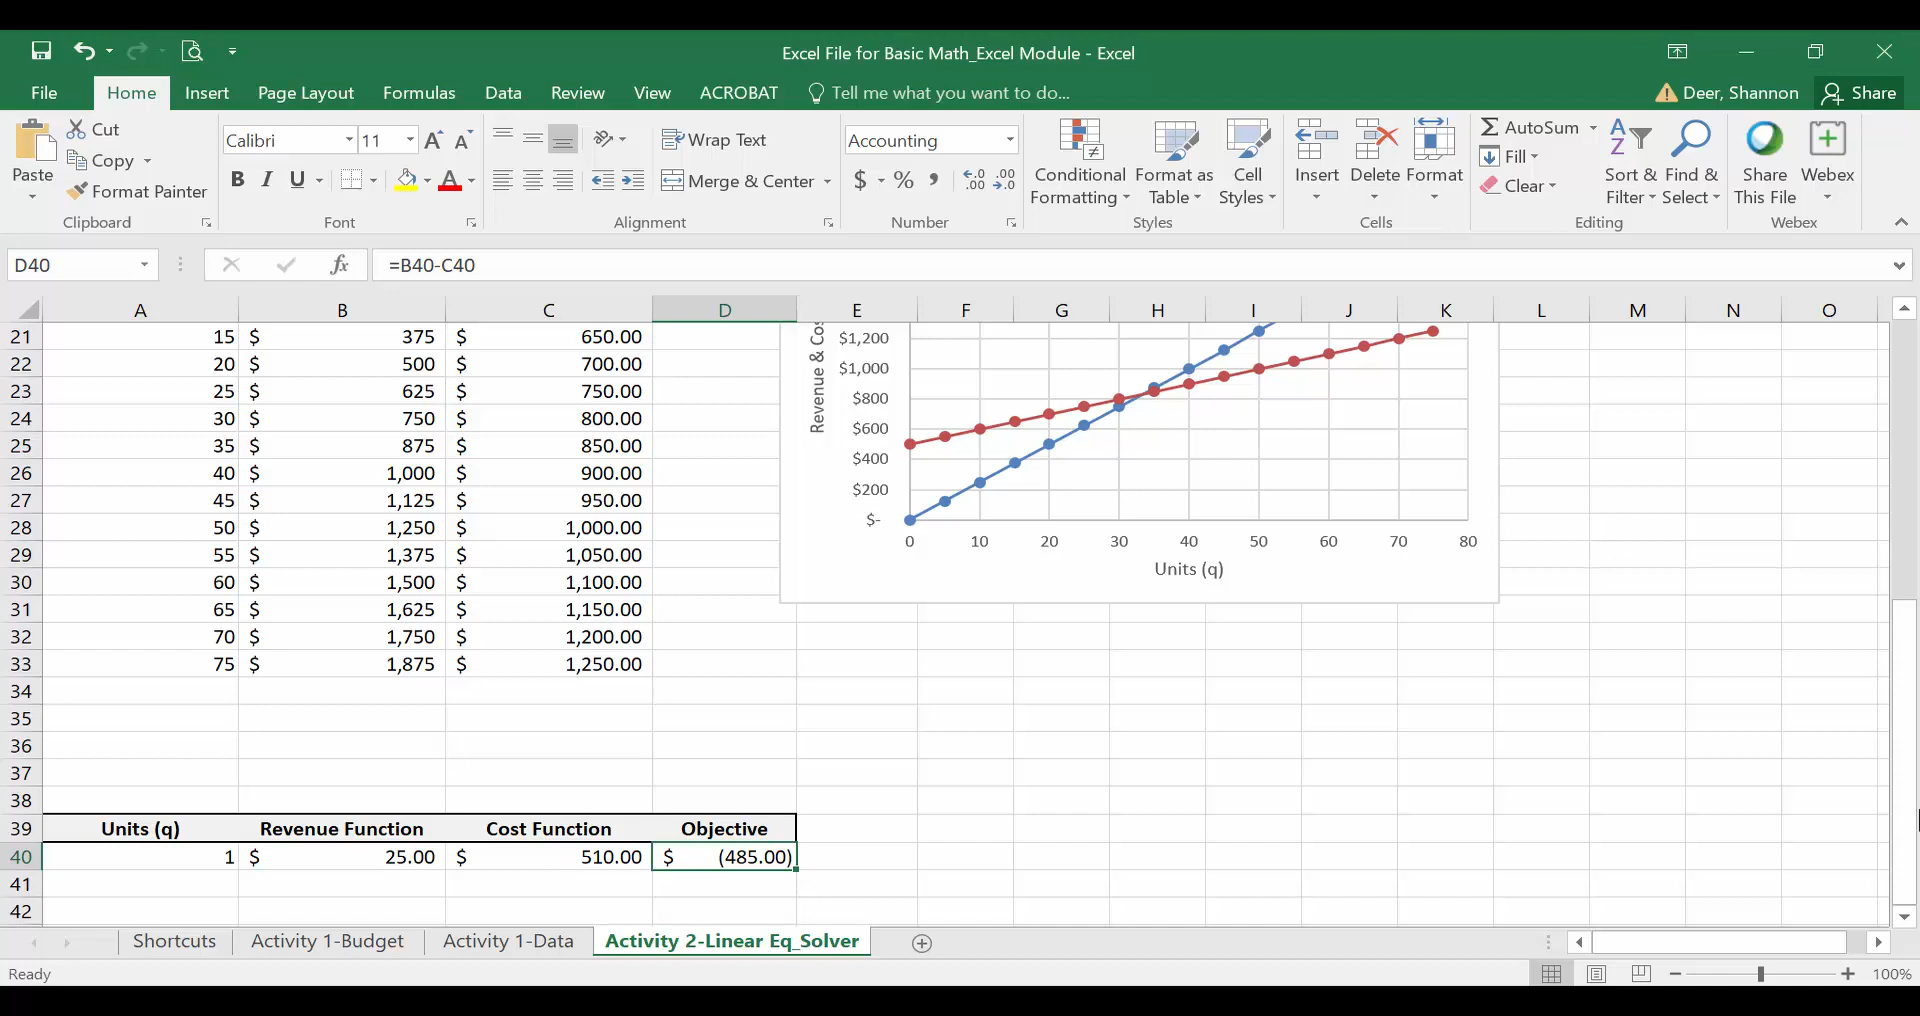 Excel File for Basic Math_Excel Module - Excel
File Home Insert Page Layout Formulas Data Review View ACROBAT Tell me what you want to do... Deer, Shannon Share
Paste
Cut
Copy
Format Painter
Clipboard
Calibri 11
B I U
Font
Wrap Text
Merge & Center
Alignment
Accounting
$ % , .00 .00
Number
Conditional Formatting
Format as Table
Cell Styles
Styles
Insert Delete Format
Cells
AutoSum
Fill
Clear
Sort & Filter
Find & Select
Editing
Share This File
Webex
Webex
D40 fx =B40-C40
A B C D E F G H I J K L M N O
21 15 $ 375 $ 650.00
22 20 $ 500 $ 700.00
23 25 $ 625 $ 750.00
24 30 $ 750 $ 800.00
25 35 $ 875 $ 850.00
26 40 $ 1,000 $ 900.00
27 45 $ 1,125 $ 950.00
28 50 $ 1,250 $ 1,000.00
29 55 $ 1,375 $ 1,050.00
30 60 $ 1,500 $ 1,100.00
31 65 $ 1,625 $ 1,150.00
32 70 $ 1,750 $ 1,200.00
33 75 $ 1,875 $ 1,250.00
34
35
36
37
38
39 Units (q) Revenue Function Cost Function Objective
40 1 $ 25.00 $ 510.00 $ (485.00)
41
42
Revenue & Cos
$1,200
$1,000
$800
$600
$400
$200
$-
0 10 20 30 40 50 60 70 80
Units (q)
Shortcuts Activity 1-Budget Activity 1-Data Activity 2-Linear Eq_Solver
Ready 100%